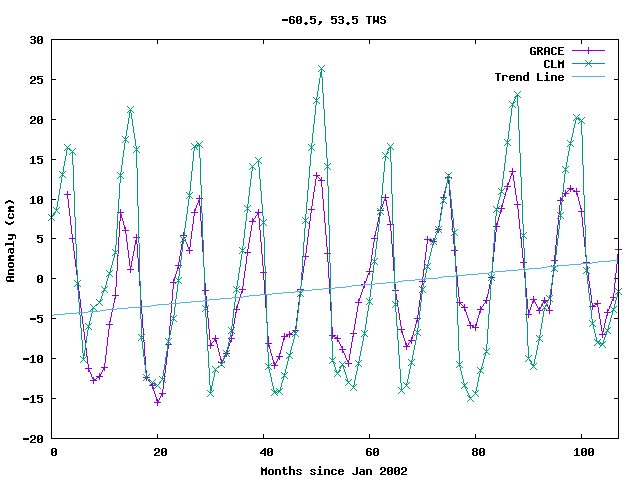 -60.5, 53.5 TWS
GRACE
CLM
Trend Line
30
25
20
15
10
5
0
-5
-10
-15
-20
Anomaly (cm)
0 20 40 60 80 100
Months since Jan 2002